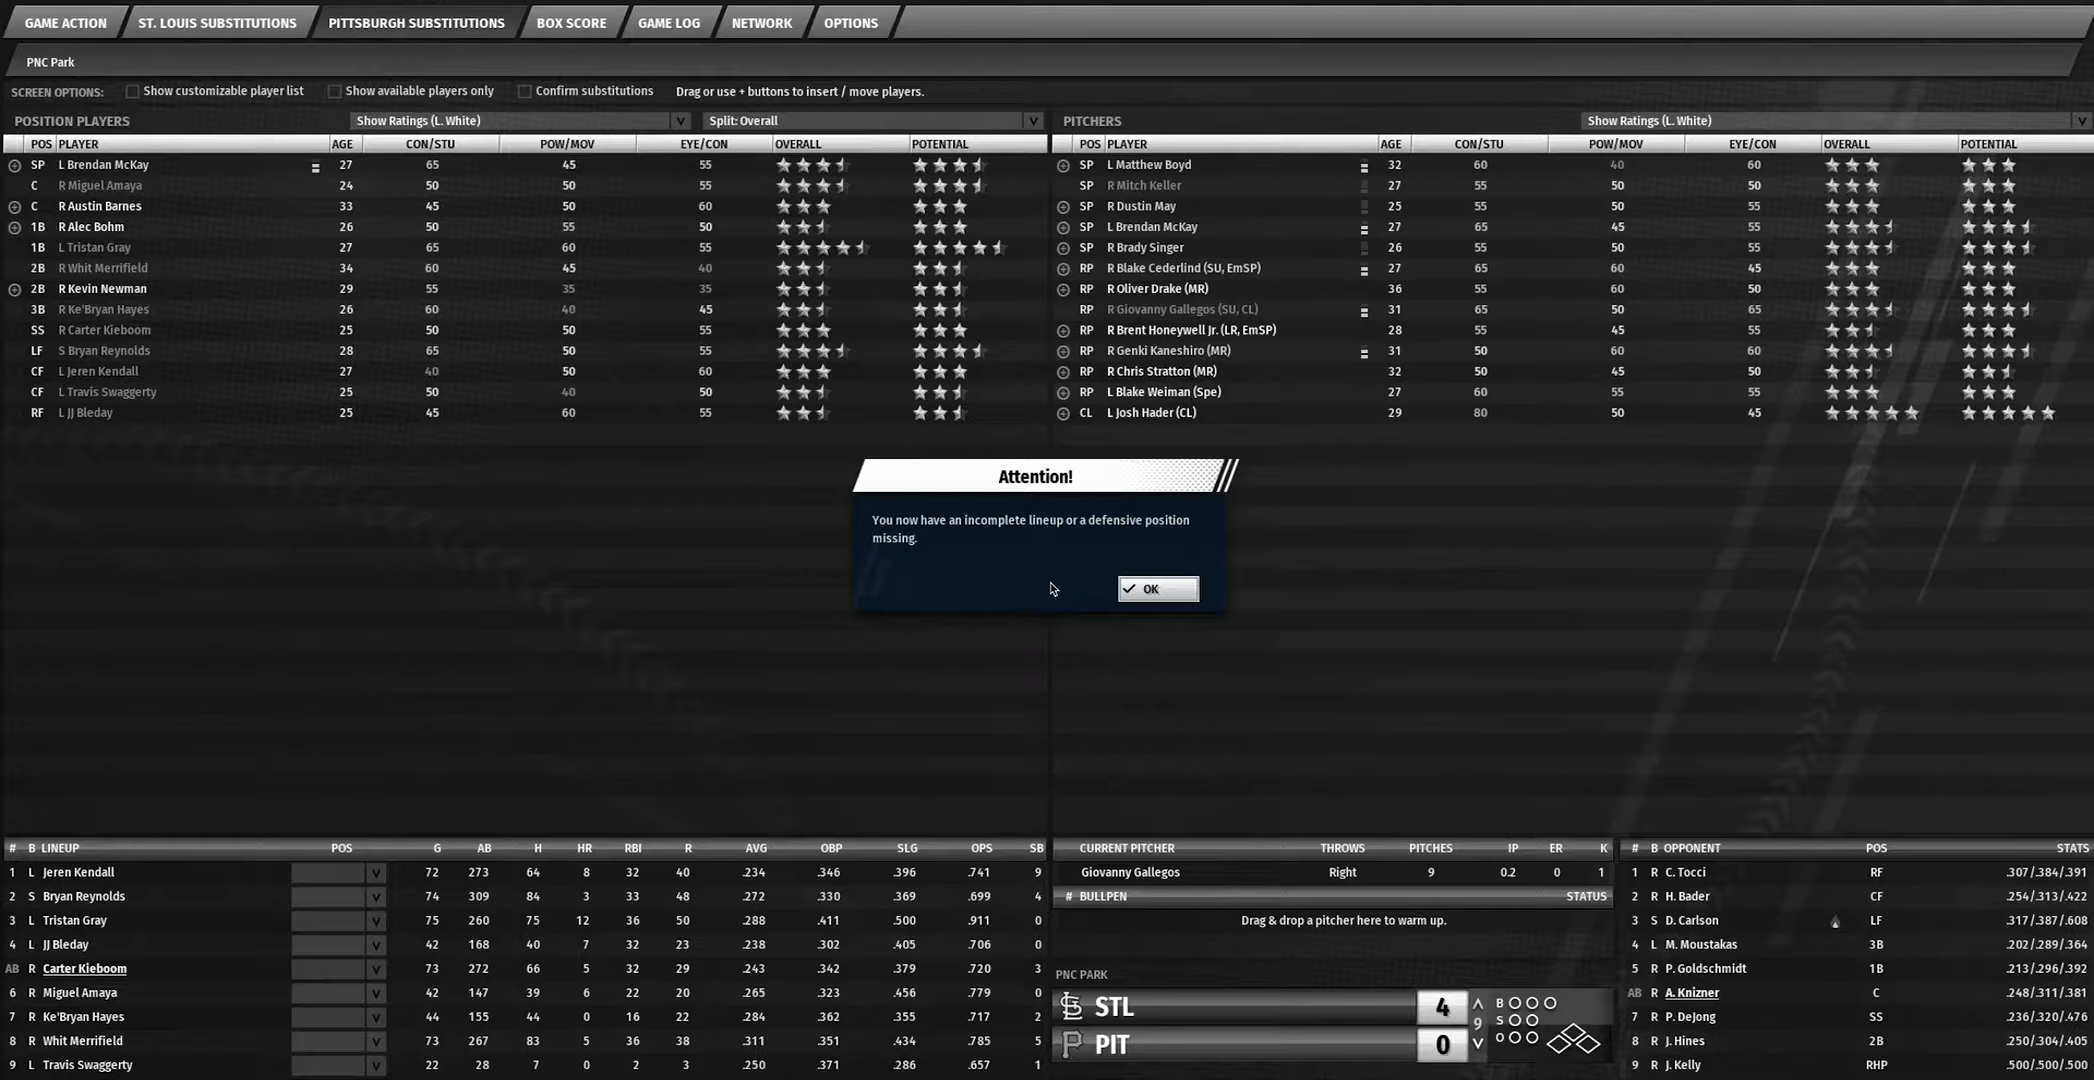 GAME ACTION ST. LOUIS SUBSTITUTIONS PITTSBURGH SUBSTITUTIONS BOX SCORE GAME LOG NETWORK OPTIONS
PNC Park
SCREEN OPTIONS: Show customizable player list Show available players only Confirm substitutions Drag or use + buttons to insert / move players.
POSITION PLAYERS Show Ratings (L. White) Split: Overall
POS PLAYER AGE CON/STU POW/MOV EYE/CON OVERALL POTENTIAL
SP L Brendan McKay 27 65 45 55
C R Miguel Amaya 24 50 50 55
C R Austin Barnes 33 45 50 60
1B R Alec Bohm 26 50 55 50
1B L Tristan Gray 27 65 60 55
2B R Whit Merrifield 34 60 45 40
2B R Kevin Newman 29 55 35 35
3B R Ke'Bryan Hayes 26 60 40 45
SS R Carter Kieboom 25 50 50 55
LF S Bryan Reynolds 28 65 50 55
CF L Jeren Kendall 27 40 50 60
CF L Travis Swaggerty 25 50 40 50
RF L JJ Bleday 25 45 60 55
PITCHERS Show Ratings (L. White)
POS PLAYER AGE CON/STU POW/MOV EYE/CON OVERALL POTENTIAL
SP L Matthew Boyd 32 60 40 60
SP R Mitch Keller 27 55 50 50
SP R Dustin May 25 55 50 55
SP L Brendan McKay 27 65 45 55
SP R Brady Singer 26 55 50 55
RP R Blake Cederlind (SU, EmSP) 27 65 60 45
RP R Oliver Drake (MR) 36 55 60 50
RP R Giovanny Gallegos (SU, CL) 31 65 50 65
RP R Brent Honeywell Jr. (LR, EmSP) 28 55 45 55
RP R Genki Kaneshiro (MR) 31 50 60 60
RP R Chris Stratton (MR) 32 50 45 50
RP L Blake Weiman (Spe) 27 60 55 55
CL L Josh Hader (CL) 29 80 50 45
Attention!
You now have an incomplete lineup or a defensive position
missing.
OK
# B LINEUP POS G AB H HR RBI R AVG OBP SLG OPS SB
1 L Jeren Kendall 72 273 64 8 32 40 .234 .346 .396 .741 9
2 S Bryan Reynolds 74 309 84 3 33 48 .272 .330 .369 .699 4
3 L Tristan Gray 75 260 75 12 36 50 .288 .411 .500 .911 0
4 L JJ Bleday 42 168 40 7 32 23 .238 .302 .405 .706 0
AB R Carter Kieboom 73 272 66 5 32 29 .243 .342 .379 .720 3
6 R Miguel Amaya 42 147 39 6 22 20 .265 .323 .456 .779 0
7 R Ke'Bryan Hayes 44 155 44 0 16 22 .284 .362 .355 .717 2
8 R Whit Merrifield 73 267 83 5 36 38 .311 .351 .434 .785 5
9 L Travis Swaggerty 22 28 7 0 2 3 .250 .371 .286 .657 1
CURRENT PITCHER THROWS PITCHES IP ER K
Giovanny Gallegos Right 9 0.2 0 1
# BULLPEN STATUS
Drag & drop a pitcher here to warm up.
PNC PARK
STL 4
PIT 0
9
B
S
O
# B OPPONENT POS STATS
1 R C. Tocci RF .307/.384/.391
2 R H. Bader CF .254/.313/.422
3 S D. Carlson LF .317/.387/.608
4 L M. Moustakas 3B .202/.289/.364
5 R P. Goldschmidt 1B .213/.296/.392
AB R A. Knizner C .248/.311/.381
7 R P. DeJong SS .236/.320/.476
8 R J. Hines 2B .250/.304/.405
9 R J. Kelly RHP .500/.500/.500